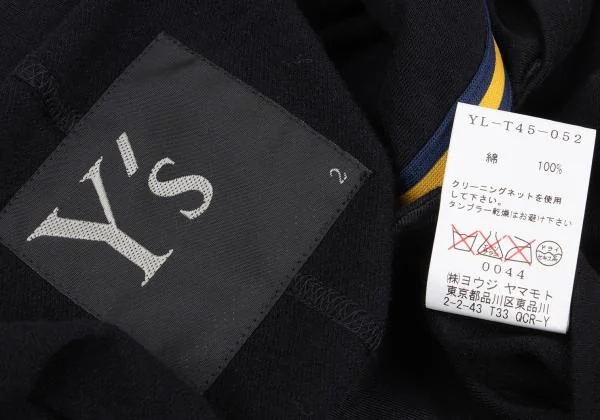 Y's
2
YL-T45-052
綿 100%
クリーニングネットを使用
して下さい。
タンブラー乾燥はお避け下さい
ドライ
0044
㈱ヨウジ ヤマモト
東京都品川区東品川
2-2-43 T33 QCR-Y